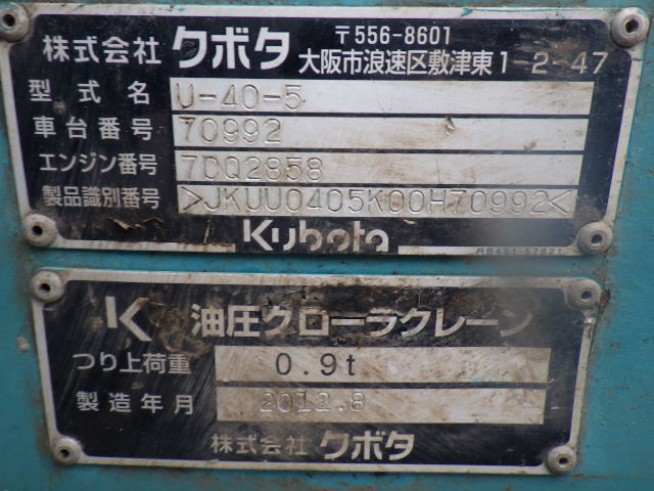 株式会社 クボタ 〒556-8601
大阪市浪速区敷津東1-2-47
型式名 U-40-5
車台番号 70992
エンジン番号 7CQ2858
製品識別番号 >JKUU0405K00H70992<
Kubota
油圧クローラクレーン
つり上荷重 0.9t
製造年月 2012.8
株式会社 クボタ